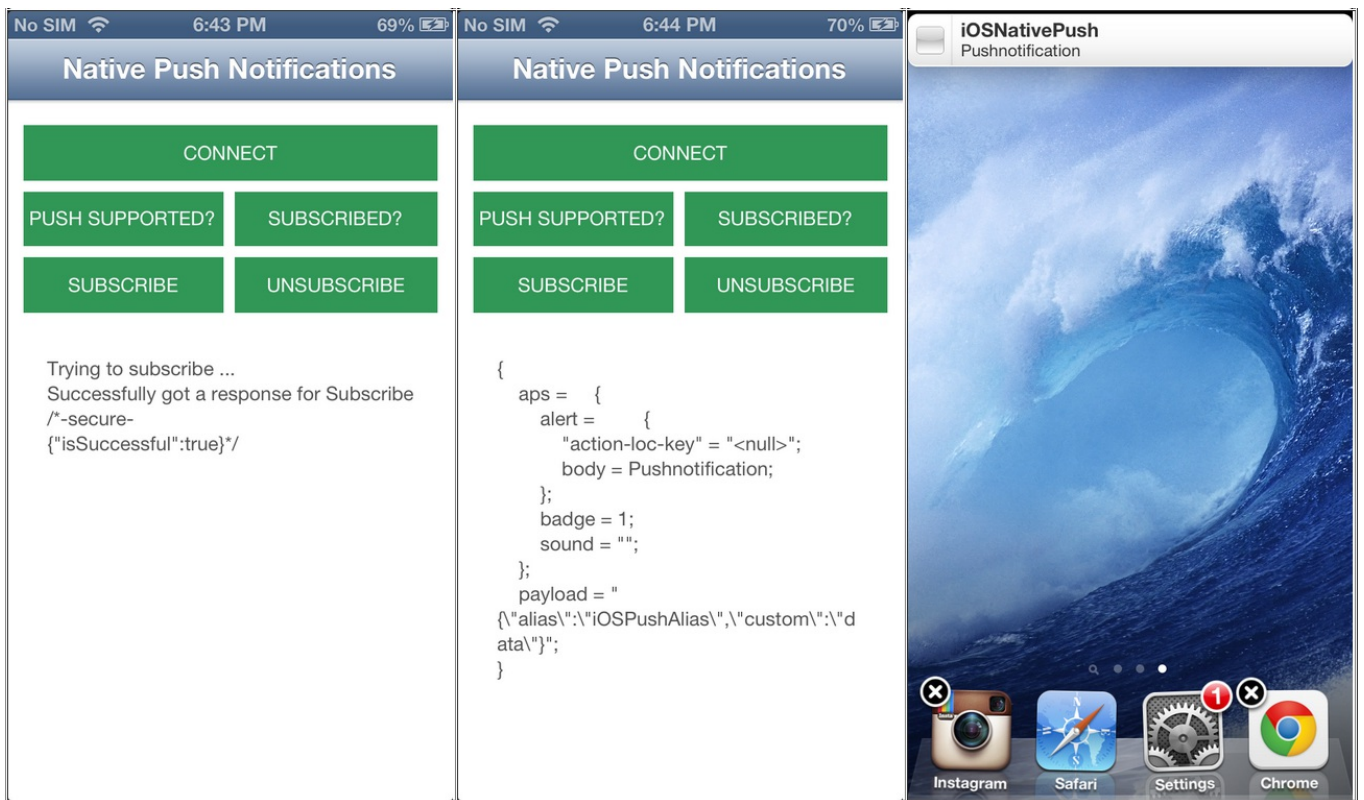 No SIM 6:43 PM 69%
Native Push Notifications
CONNECT
PUSH SUPPORTED? SUBSCRIBED?
SUBSCRIBE UNSUBSCRIBE
Trying to subscribe ...
Successfully got a response for Subscribe
/*-secure-
{"isSuccessful":true}*/
No SIM 6:44 PM 70%
Native Push Notifications
CONNECT
PUSH SUPPORTED? SUBSCRIBED?
SUBSCRIBE UNSUBSCRIBE
{
aps = {
alert = {
"action-loc-key" = "<null>";
body = Pushnotification;
};
badge = 1;
sound = "";
};
payload = "
{\"alias\":\"iOSPushAlias\",\"custom\":\"d
ata\"}";
}
iOSNativePush
Pushnotification
1
Insta
N
S
Instagram Safari Settings Chrome